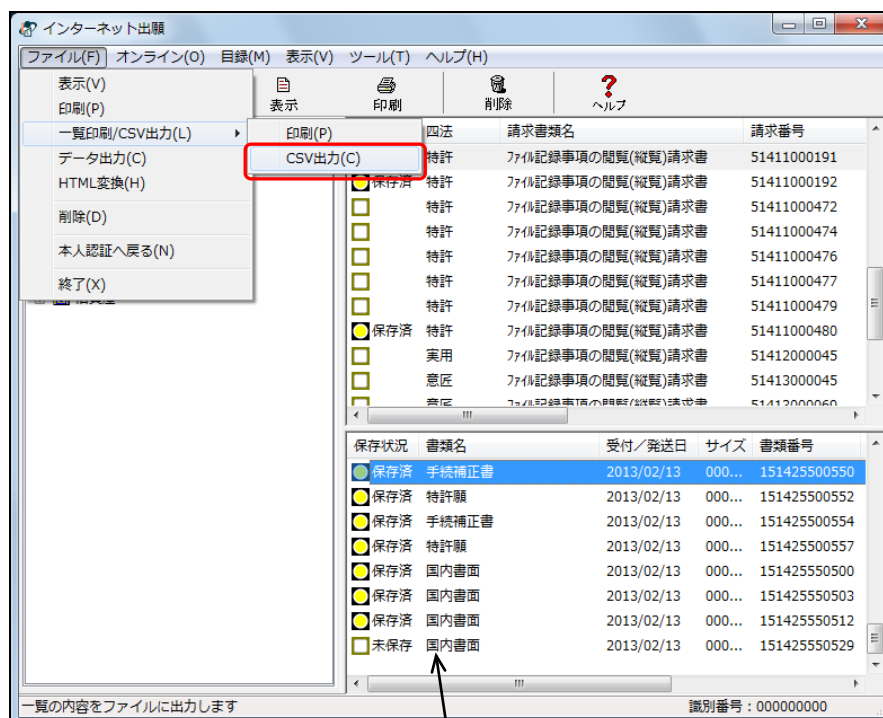 インターネット出願
ファイル(F) オンライン(O) 目録(M) 表示(V) ツール(T) ヘルプ(H)
表示 印刷 削除 ヘルプ
表示(V)
印刷(P)
一覧印刷/CSV出力(L)
データ出力(C)
HTML変換(H)
削除(D)
本人認証へ戻る(N)
終了(X)
印刷(P)
CSV出力(C)
四法 請求書類名 請求番号
特許 ファイル記録事項の閲覧(縦覧)請求書 51411000191
保存済 特許 ファイル記録事項の閲覧(縦覧)請求書 51411000192
特許 ファイル記録事項の閲覧(縦覧)請求書 51411000472
特許 ファイル記録事項の閲覧(縦覧)請求書 51411000474
特許 ファイル記録事項の閲覧(縦覧)請求書 51411000476
特許 ファイル記録事項の閲覧(縦覧)請求書 51411000477
特許 ファイル記録事項の閲覧(縦覧)請求書 51411000479
保存済 特許 ファイル記録事項の閲覧(縦覧)請求書 51411000480
実用 ファイル記録事項の閲覧(縦覧)請求書 51412000045
意匠 ファイル記録事項の閲覧(縦覧)請求書 51413000045
意匠 ファイル記録事項の閲覧(縦覧)請求書 51413000060
保存状況 書類名 受付／発送日 サイズ 書類番号
保存済 手続補正書 2013/02/13 000... 151425500550
保存済 特許願 2013/02/13 000... 151425500552
保存済 手続補正書 2013/02/13 000... 151425500554
保存済 特許願 2013/02/13 000... 151425500557
保存済 国内書面 2013/02/13 000... 151425550500
保存済 国内書面 2013/02/13 000... 151425550503
保存済 国内書面 2013/02/13 000... 151425550512
未保存 国内書面 2013/02/13 000... 151425550529
一覧の内容をファイルに出力します 識別番号：000000000